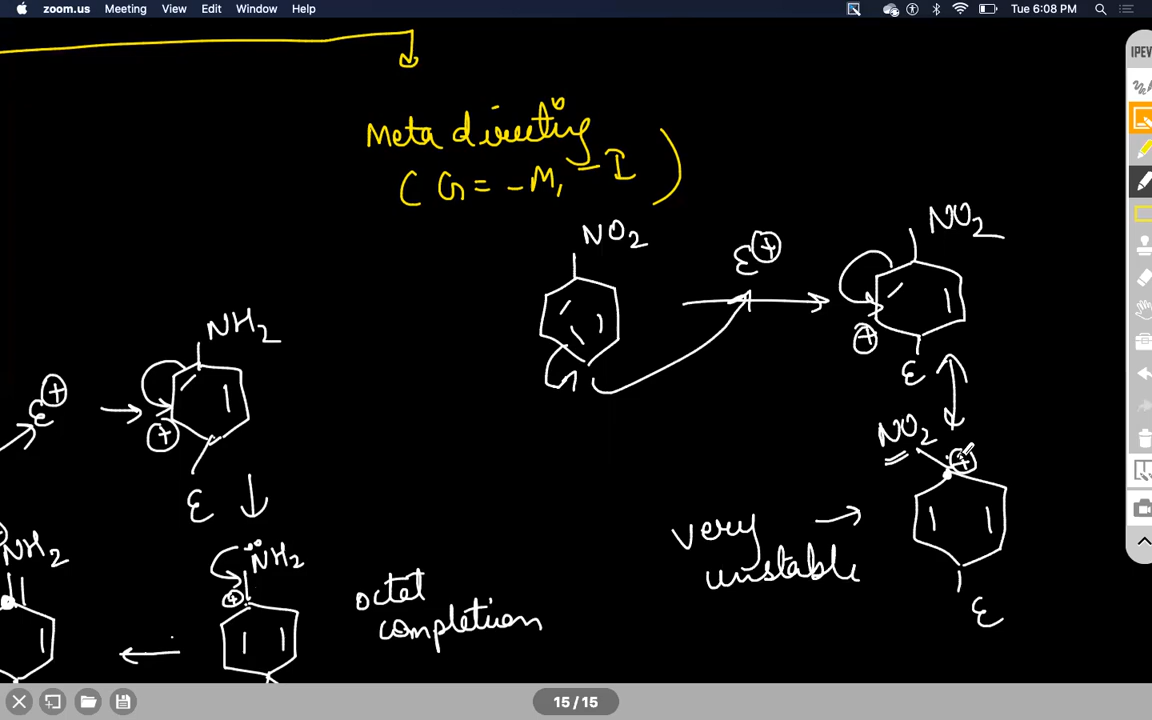 zoom.us Meeting View Edit Window Help Tue 6:08 PM
IPEV
Meta directing
( G = -M, -I )
NO2
E+
NO2
+
E
NH2
E+
+
E
NO2
+
very
unstable
E
NH2
NH2
+
octet
completion
15 / 15